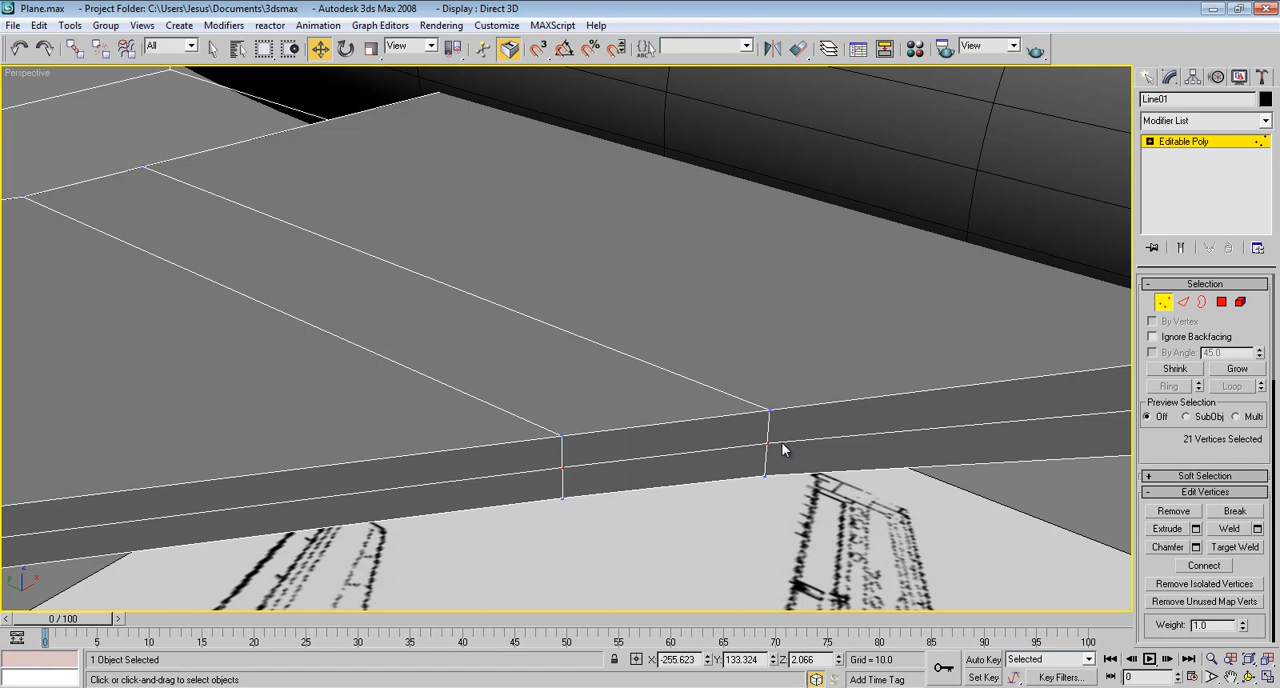 Plane.max - Project Folder: C:\Users\Jesus\Documents\3dsmax - Autodesk 3ds Max 2008 - Display : Direct 3D
File Edit Tools Group Views Create Modifiers reactor Animation Graph Editors Rendering Customize MAXScript Help
All View View
Perspective
Line01
Modifier List
Editable Poly
Selection
By Vertex
Ignore Backfacing
By Angle: 45.0
Shrink Grow
Ring Loop
Preview Selection
Off SubObj Multi
21 Vertices Selected
Soft Selection
Edit Vertices
Remove Break
Extrude Weld
Chamfer Target Weld
Connect
Remove Isolated Vertices
Remove Unused Map Verts
Weight: 1.0
0 / 100
0 5 10 15 20 25 30 35 40 45 50 55 60 65 70 75 80 85 90 95 100
1 Object Selected X: -255.623 Y: 133.324 Z: 2.066 Grid = 10.0 Auto Key Selected
Click or click-and-drag to select objects Add Time Tag Set Key Key Filters... 0